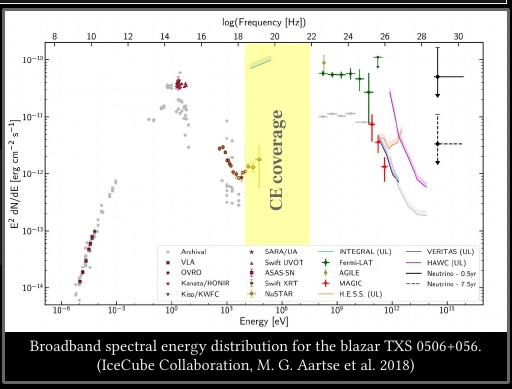 log(Frequency [Hz])
8 10 12 14 16 18 20 22 24 26 28 30
10⁻¹⁰
10⁻¹¹
10⁻¹²
10⁻¹³
10⁻¹⁴
E² dN/dE [erg cm⁻² s⁻¹]
CE coverage
Archival
VLA
OVRO
Kanata/HONIR
Kiso/KWFC
SARA/UA
Swift UVOT
ASAS-SN
Swift XRT
NuSTAR
INTEGRAL (UL)
Fermi-LAT
AGILE
MAGIC
H.E.S.S. (UL)
VERITAS (UL)
HAWC (UL)
Neutrino - 0.5yr
Neutrino - 7.5yr
10⁻⁶ 10⁻³ 10⁰ 10³ 10⁶ 10⁹ 10¹² 10¹⁵
Energy [eV]
Broadband spectral energy distribution for the blazar TXS 0506+056.
(IceCube Collaboration, M. G. Aartse et al. 2018)